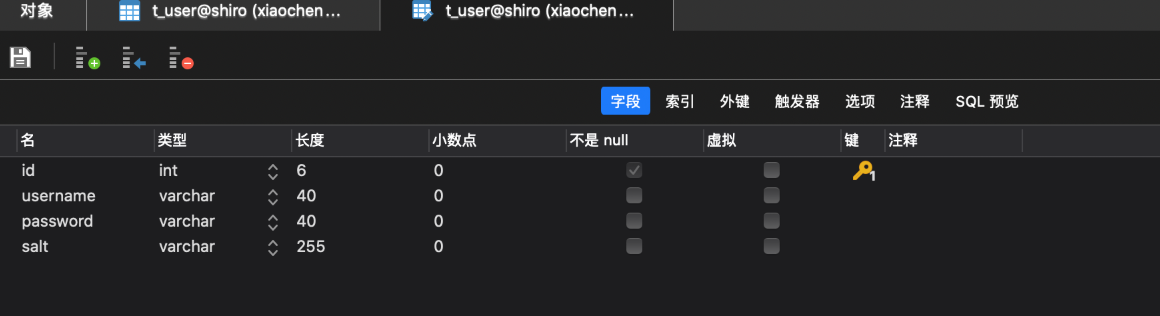 对象 t_user@shiro (xiaochen... t_user@shiro (xiaochen...
字段 索引 外键 触发器 选项 注释 SQL 预览
名 类型 长度 小数点 不是 null 虚拟 键 注释
id int 6 0 1
username varchar 40 0
password varchar 40 0
salt varchar 255 0